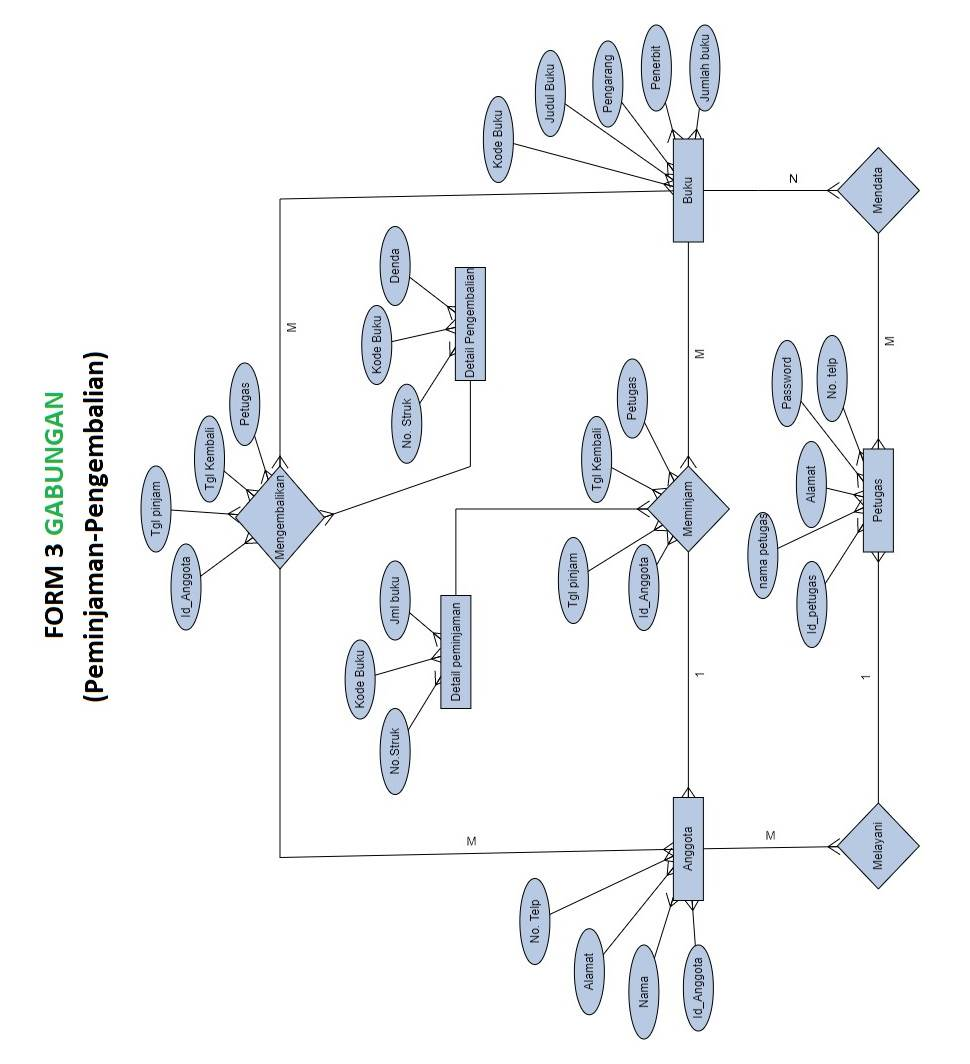 FORM 3 GABUNGAN
(Peminjaman-Pengembalian)
Tgl pinjam
Id_Anggota
Tgl Kembali
Petugas
Mengembalikan
M
Kode Buku
Jml buku
No.Struk
Detail peminjaman
Kode Buku
Denda
No. Struk
Detail Pengembalian
M
No. Telp
Alamat
Nama
Id_Anggota
Anggota
1
Tgl pinjam
Tgl Kembali
Petugas
Id_Anggota
Meminjam
M
Kode Buku
Judul Buku
Pengarang
Penerbit
Jumlah buku
Buku
M
nama petugas
Password
Id_petugas
Alamat
No. telp
N
Melayani
1
Petugas
M
Mendata